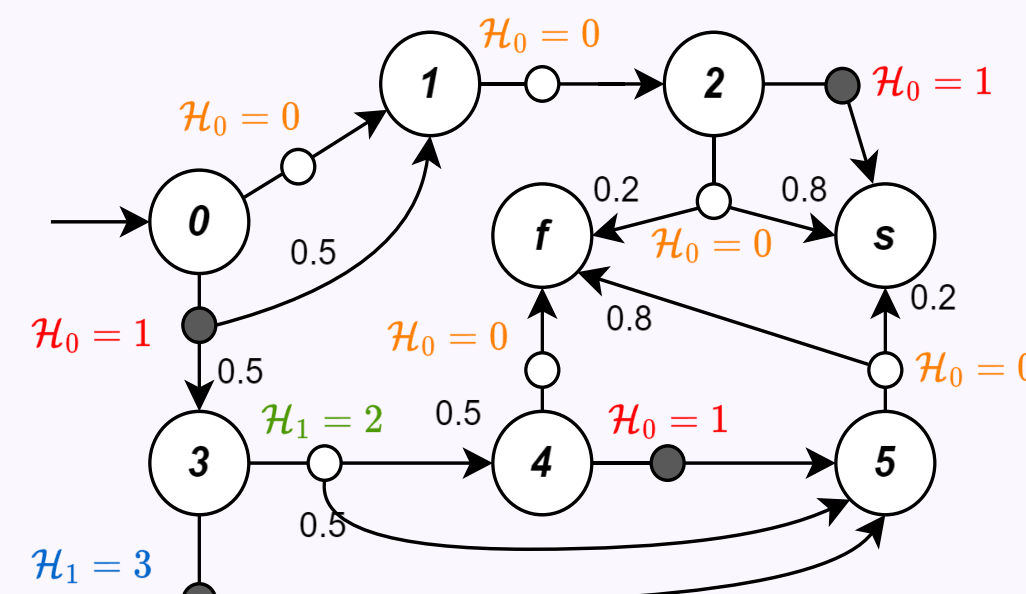 ℋ₀ = 0
1
2
ℋ₀ = 1
ℋ₀ = 0
0
0.2
0.8
f
s
ℋ₀ = 0
0.5
0.2
ℋ₀ = 1
0.8
ℋ₀ = 0
0.5
ℋ₀ = 0
ℋ₁ = 2
0.5
ℋ₀ = 1
3
4
5
0.5
ℋ₁ = 3